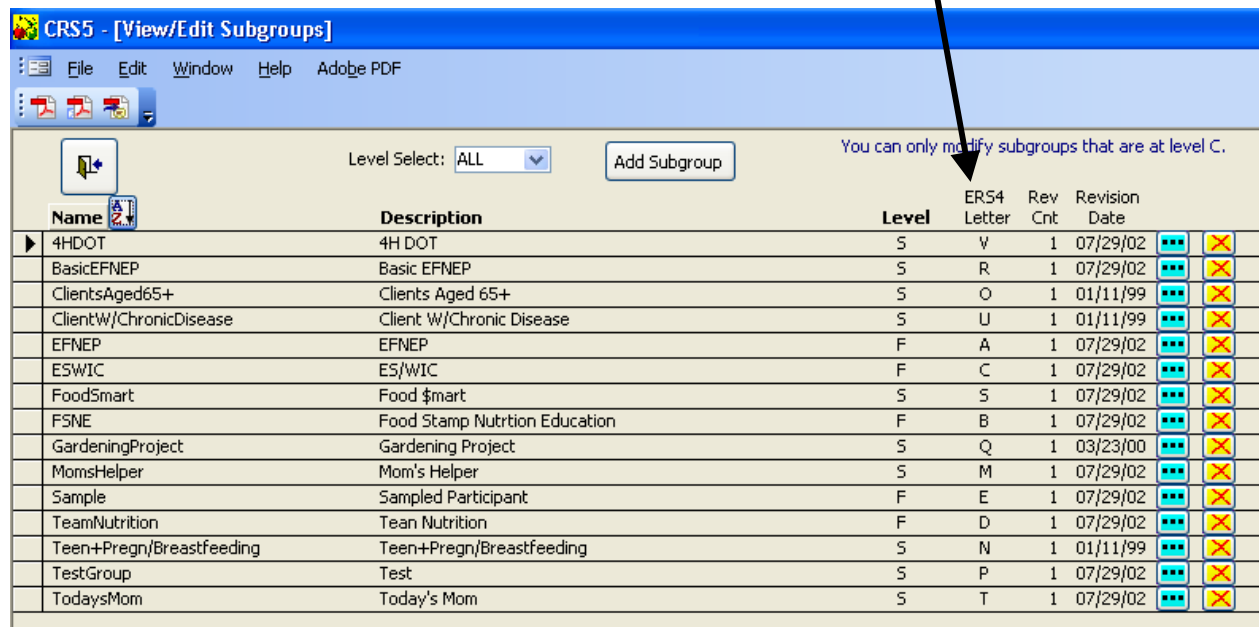 CRS5 - [View/Edit Subgroups]
File Edit Window Help Adobe PDF
Level Select: ALL Add Subgroup You can only modify subgroups that are at level C.
ERS4 Rev Revision
Name A Z Description Level Letter Cnt Date
4HDOT 4H DOT S V 1 07/29/02
BasicEFNEP Basic EFNEP S R 1 07/29/02
ClientsAged65+ Clients Aged 65+ S O 1 01/11/99
ClientW/ChronicDisease Client W/Chronic Disease S U 1 01/11/99
EFNEP EFNEP F A 1 07/29/02
ESWIC ES/WIC F C 1 07/29/02
FoodSmart Food $mart S S 1 07/29/02
FSNE Food Stamp Nutrtion Education F B 1 07/29/02
GardeningProject Gardening Project S Q 1 03/23/00
MomsHelper Mom's Helper S M 1 07/29/02
Sample Sampled Participant F E 1 07/29/02
TeamNutrition Tean Nutrition F D 1 07/29/02
Teen+Pregn/Breastfeeding Teen+Pregn/Breastfeeding S N 1 01/11/99
TestGroup Test S P 1 07/29/02
TodaysMom Today's Mom S T 1 07/29/02